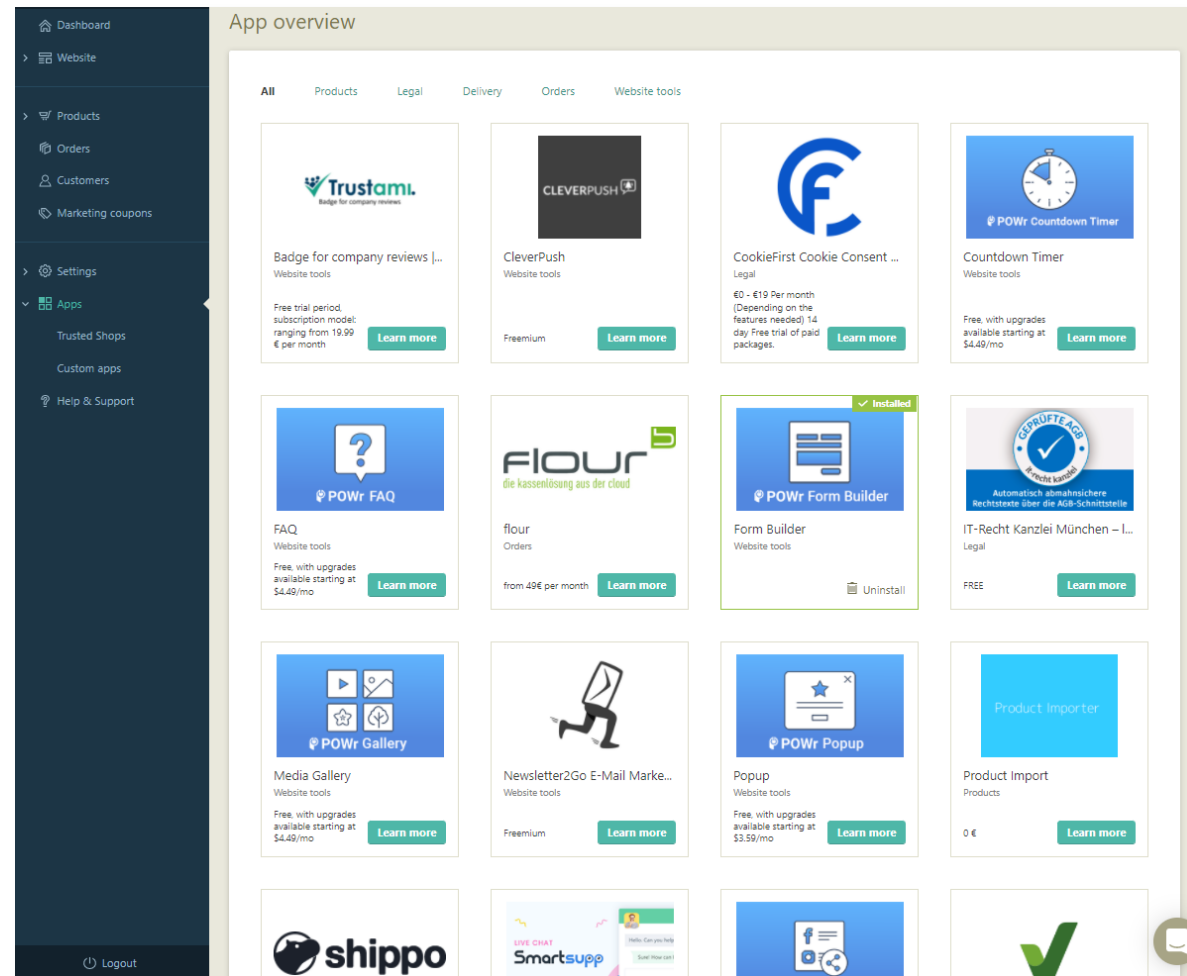 Dashboard
Website
Products
Orders
Customers
Marketing coupons
Settings
Apps
Trusted Shops
Custom apps
Help & Support
Logout
App overview
All Products Legal Delivery Orders Website tools
Trustami.
Badge for company reviews
Badge for company reviews |...
Website tools
Free trial period,
subscription model:
ranging from 19.99
€ per month
Learn more
CLEVERPUSH
CleverPush
Website tools
Freemium
Learn more
CookieFirst Cookie Consent ...
Legal
€0 - €19 Per month
(Depending on the
features needed) 14
day Free trial of paid
packages.
Learn more
POWr Countdown Timer
Countdown Timer
Website tools
Free, with upgrades
available starting at
$4.49/mo
Learn more
?
POWr FAQ
FAQ
Website tools
Free, with upgrades
available starting at
$4.49/mo
Learn more
flour
die kassenlösung aus der cloud
flour
Orders
from 49€ per month
Learn more
Installed
POWr Form Builder
Form Builder
Website tools
Uninstall
GEPRÜFTE AGB
it-recht kanzlei
Automatisch abmahnsichere
Rechtstexte über die AGB-Schnittstelle
IT-Recht Kanzlei München – I...
Legal
FREE
Learn more
POWr Gallery
Media Gallery
Website tools
Free, with upgrades
available starting at
$4.49/mo
Learn more
Newsletter2Go E-Mail Marke...
Website tools
Freemium
Learn more
POWr Popup
Popup
Website tools
Free, with upgrades
available starting at
$3.59/mo
Learn more
Product Importer
Product Import
Products
0 €
Learn more
shippo
LIVE CHAT
Smartsupp